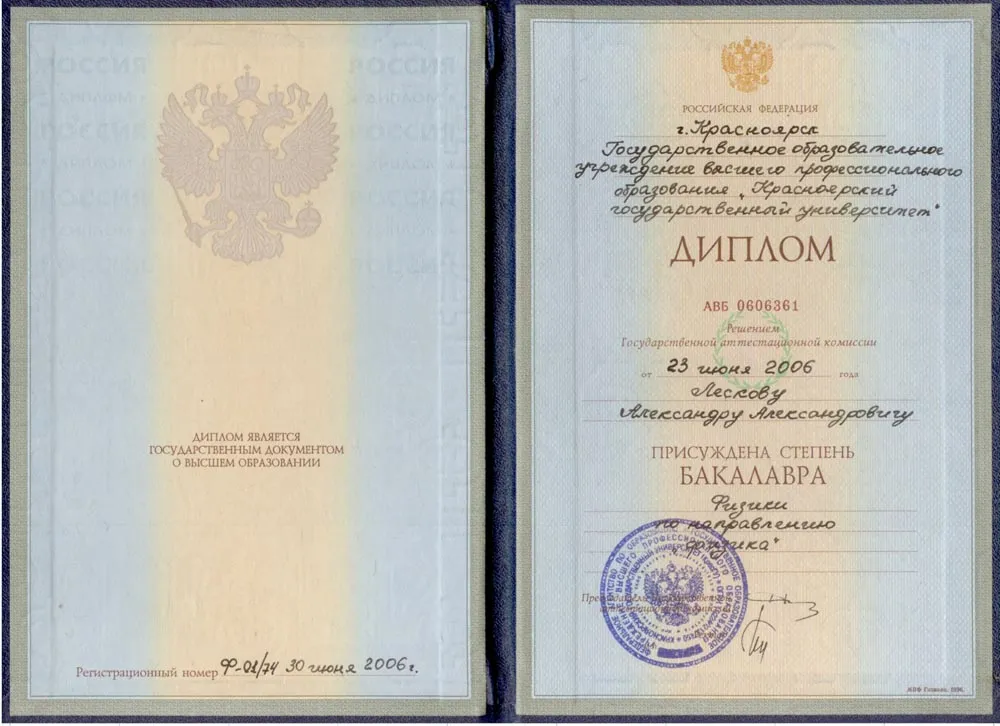 ДИПЛОМ ЯВЛЯЕТСЯ
ГОСУДАРСТВЕННЫМ ДОКУМЕНТОМ
О ВЫСШЕМ ОБРАЗОВАНИИ
Регистрационный номер Ф-02/74 30 июня 2006 г.
РОССИЙСКАЯ ФЕДЕРАЦИЯ
г. Красноярск
Государственное образовательное
учреждение высшего профессионального
образования „Красноярский
государственный университет"
ДИПЛОМ
АВБ 0606361
Решением
Государственной аттестационной комиссии
от 23 июня 2006 года
Лескову
Александру Александровичу
ПРИСУЖДЕНА СТЕПЕНЬ
БАКАЛАВРА
Физики
по направлению
„Физика"